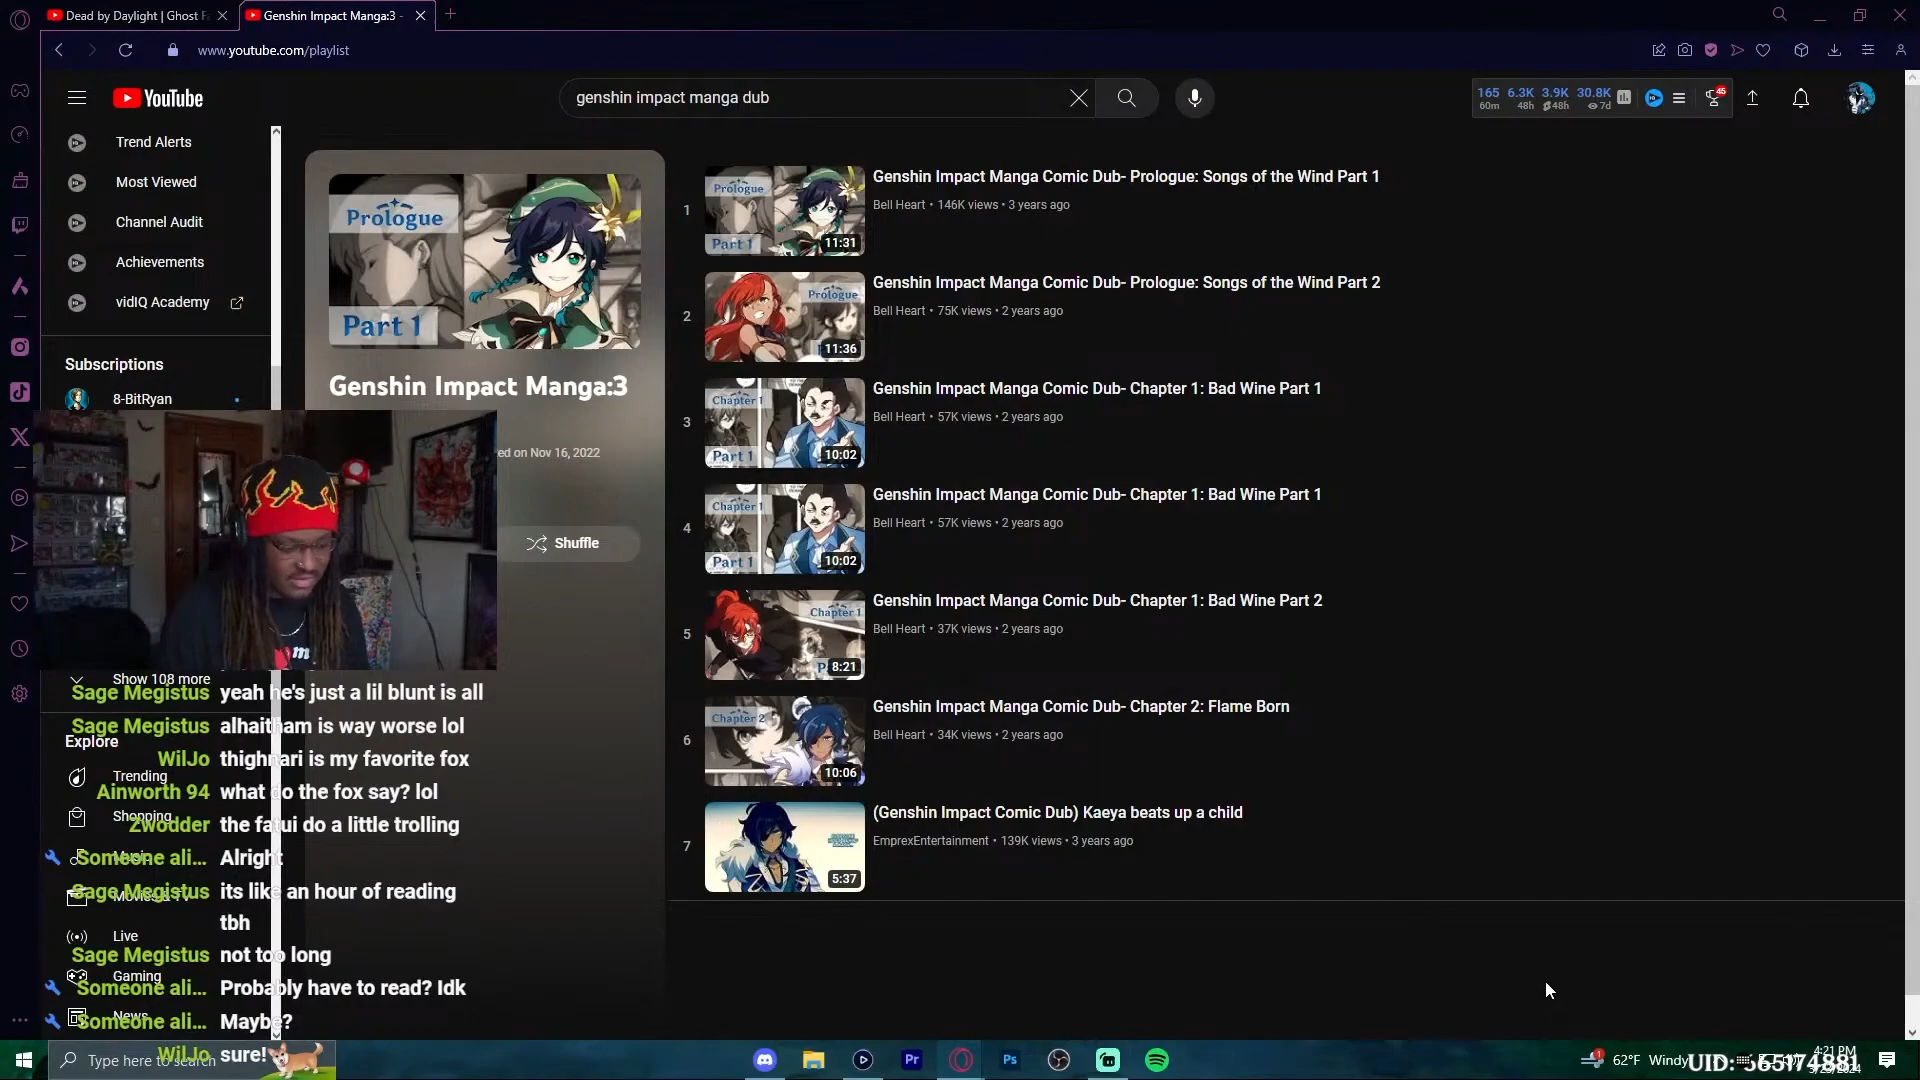 Dead by Daylight | Ghost F
Genshin Impact Manga:3 -
www.youtube.com/playlist
YouTube
genshin impact manga dub
165 6.3K 3.9K 30.8K
60m 48h 48h 7d
45
Trend Alerts
Most Viewed
Channel Audit
Achievements
vidIQ Academy
Subscriptions
8-BitRyan
Show 108 more
Explore
Trending
Shopping
Music
Movies & TV
Live
Gaming
News
Prologue
Part 1
Genshin Impact Manga:3
ed on Nov 16, 2022
Shuffle
1
Prologue
Part 1
11:31
Genshin Impact Manga Comic Dub- Prologue: Songs of the Wind Part 1
Bell Heart • 146K views • 3 years ago
2
Prologue
11:36
Genshin Impact Manga Comic Dub- Prologue: Songs of the Wind Part 2
Bell Heart • 75K views • 2 years ago
3
Chapter 1
Part 1
10:02
Genshin Impact Manga Comic Dub- Chapter 1: Bad Wine Part 1
Bell Heart • 57K views • 2 years ago
4
Chapter 1
Part 1
10:02
Genshin Impact Manga Comic Dub- Chapter 1: Bad Wine Part 1
Bell Heart • 57K views • 2 years ago
5
Chapter 1
8:21
Genshin Impact Manga Comic Dub- Chapter 1: Bad Wine Part 2
Bell Heart • 37K views • 2 years ago
6
Chapter 2
10:06
Genshin Impact Manga Comic Dub- Chapter 2: Flame Born
Bell Heart • 34K views • 2 years ago
7
5:37
(Genshin Impact Comic Dub) Kaeya beats up a child
EmprexEntertainment • 139K views • 3 years ago
Sage Megistus yeah he's just a lil blunt is all
Sage Megistus alhaitham is way worse lol
WilJo thighnari is my favorite fox
Ainworth 94 what do the fox say? lol
Zwodder the fatui do a little trolling
Someone ali... Alright
Sage Megistus its like an hour of reading
tbh
Sage Megistus not too long
Someone ali... Probably have to read? Idk
Someone ali... Maybe?
WilJo sure!
Type here to search
Pr
Ps
1
62°F Windy
4:21 PM